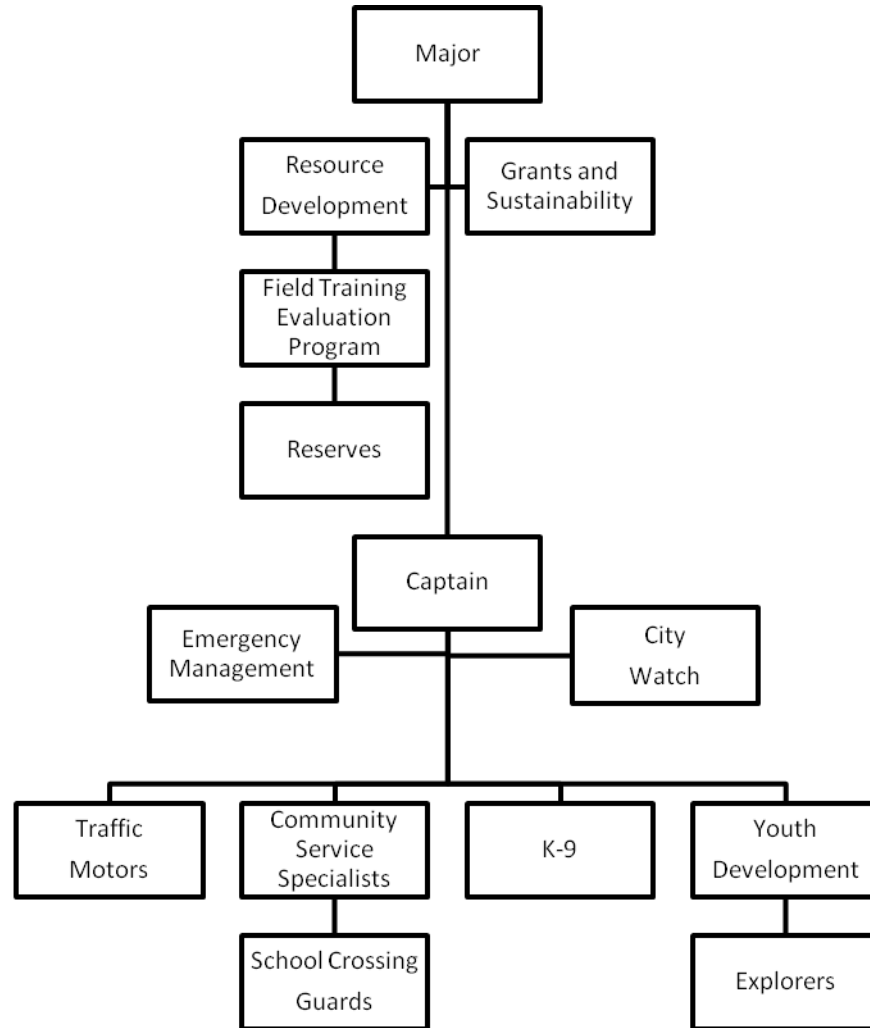 Major
Resource
Development
Grants and
Sustainability
Field Training
Evaluation
Program
Reserves
Captain
Emergency
Management
City
Watch
Traffic
Motors
Community
Service
Specialists
K-9
Youth
Development
School Crossing
Guards
Explorers